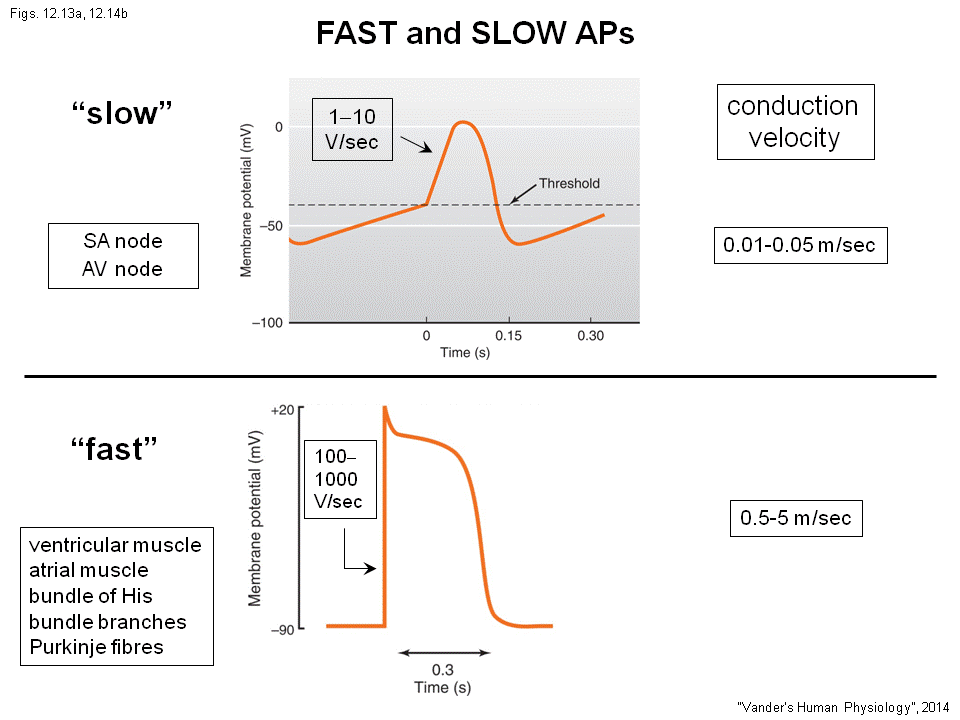 Figs. 12.13a, 12.14b
FAST and SLOW APs
“slow”
SA node
AV node
Membrane potential (mV)
0
–50
–100
1–10
V/sec
Threshold
0
0.15
0.30
Time (s)
conduction
velocity
0.01-0.05 m/sec
“fast”
ventricular muscle
atrial muscle
bundle of His
bundle branches
Purkinje fibres
Membrane potential (mV)
+20
–90
100–
1000
V/sec
0.3
Time (s)
0.5-5 m/sec
"Vander's Human Physiology", 2014